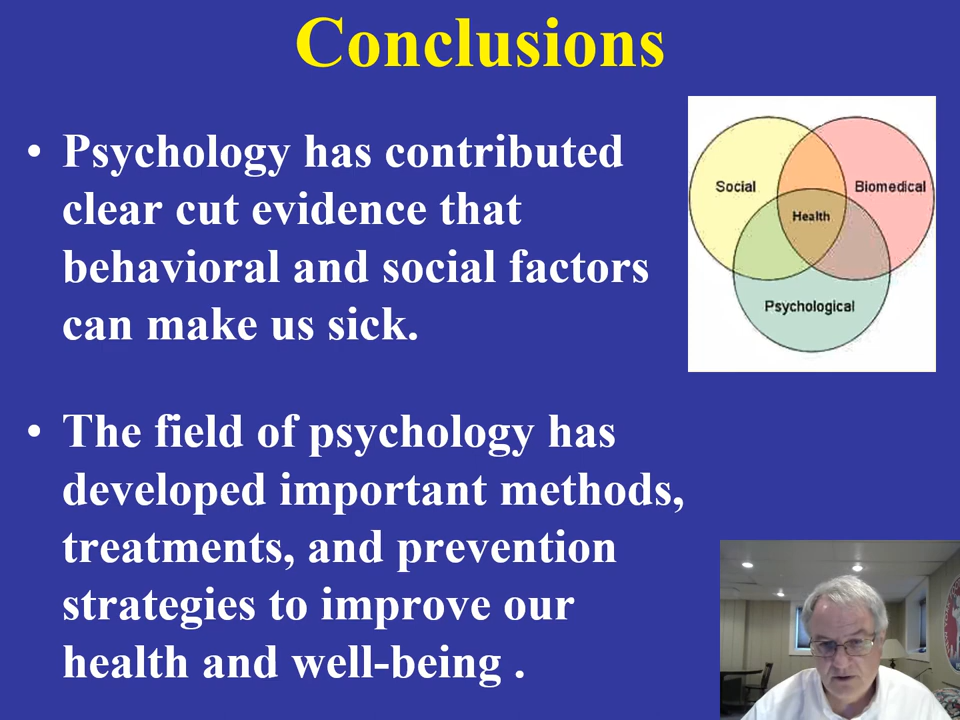 Conclusions
• Psychology has contributed
clear cut evidence that
behavioral and social factors
can make us sick.
Social
Biomedical
Health
Psychological
• The field of psychology has
developed important methods,
treatments, and prevention
strategies to improve our
health and well-being .